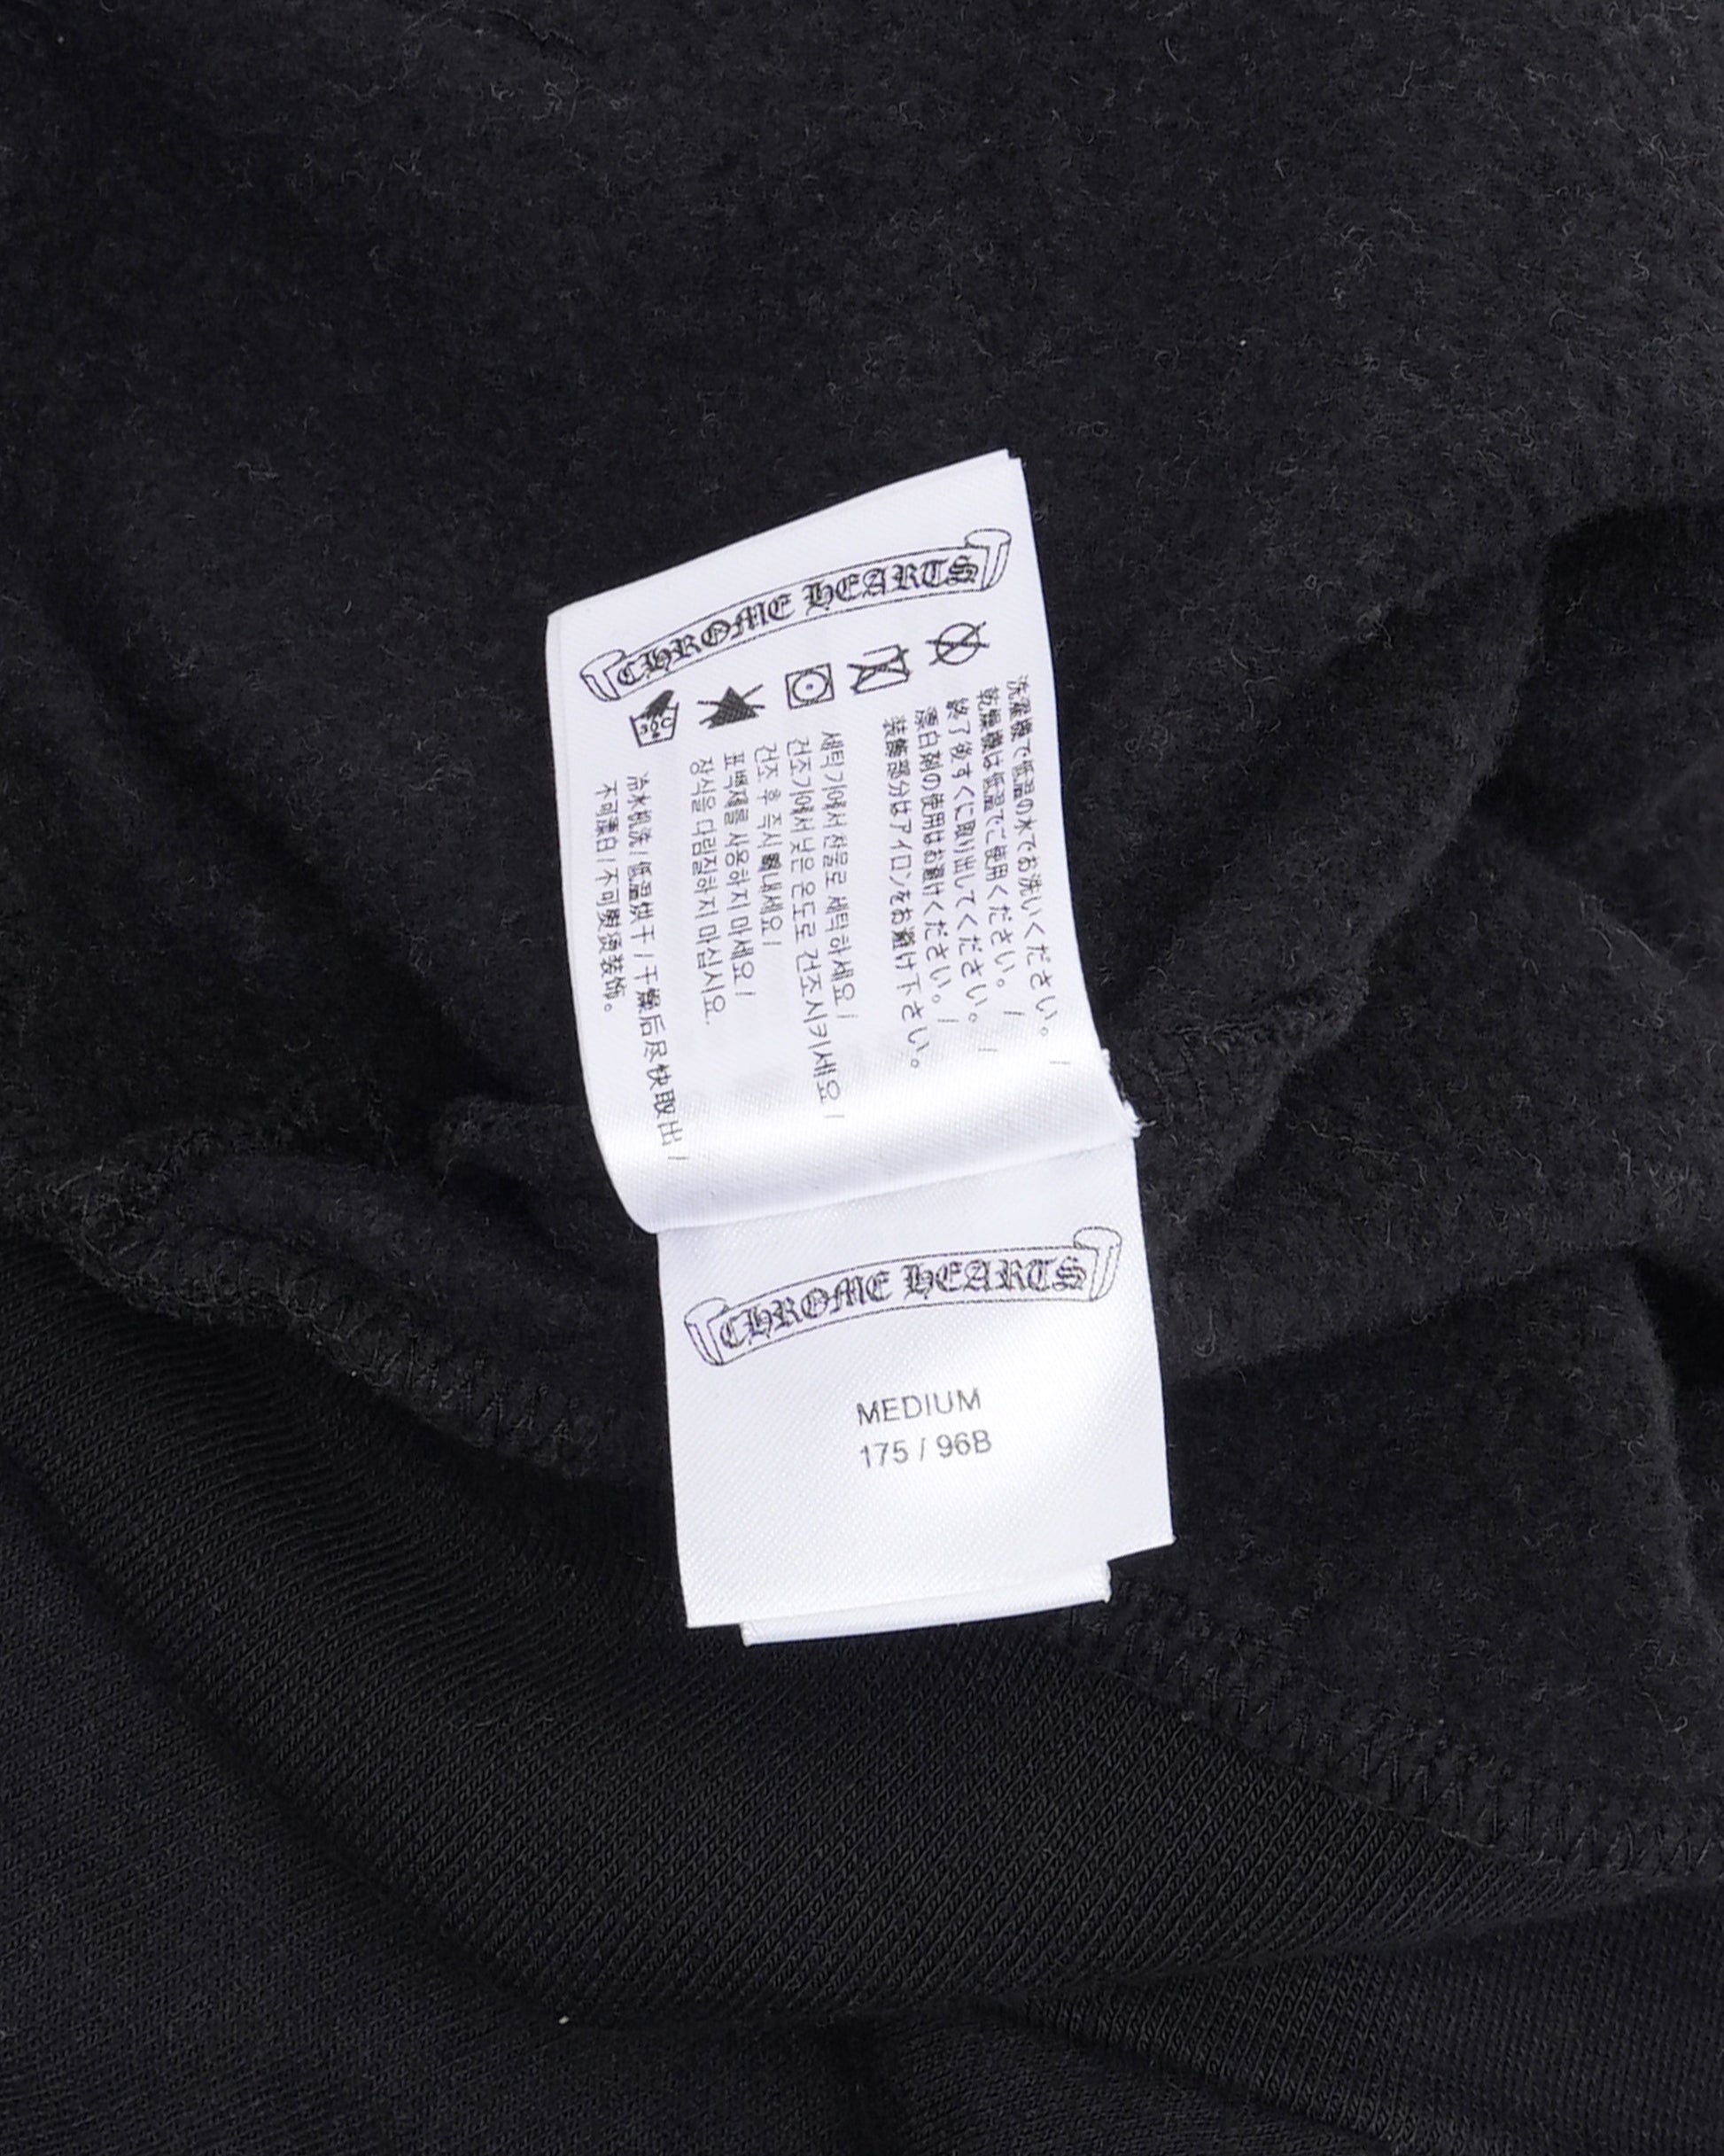 CHROME HEARTS
30C
洗濯機で低温の水でお洗いください。 /
乾燥機は低温でご使用ください。 /
終了後すぐに取り出してください。 /
漂白剤の使用はお避けください。 /
装飾部分はアイロンをお避け下さい。
세탁기에서 찬물로 세탁하세요 /
건조기에서 낮은 온도로 건조시키세요 /
건조 후 즉시 꺼내세요 /
표백제를 사용하지 마세요 /
장식을 다림질하지 마십시요.
冷水机洗 / 低温烘干 / 干燥后尽快取出 /
不可漂白 / 不可熨烫装饰。
CHROME HEARTS
MEDIUM
175 / 96B